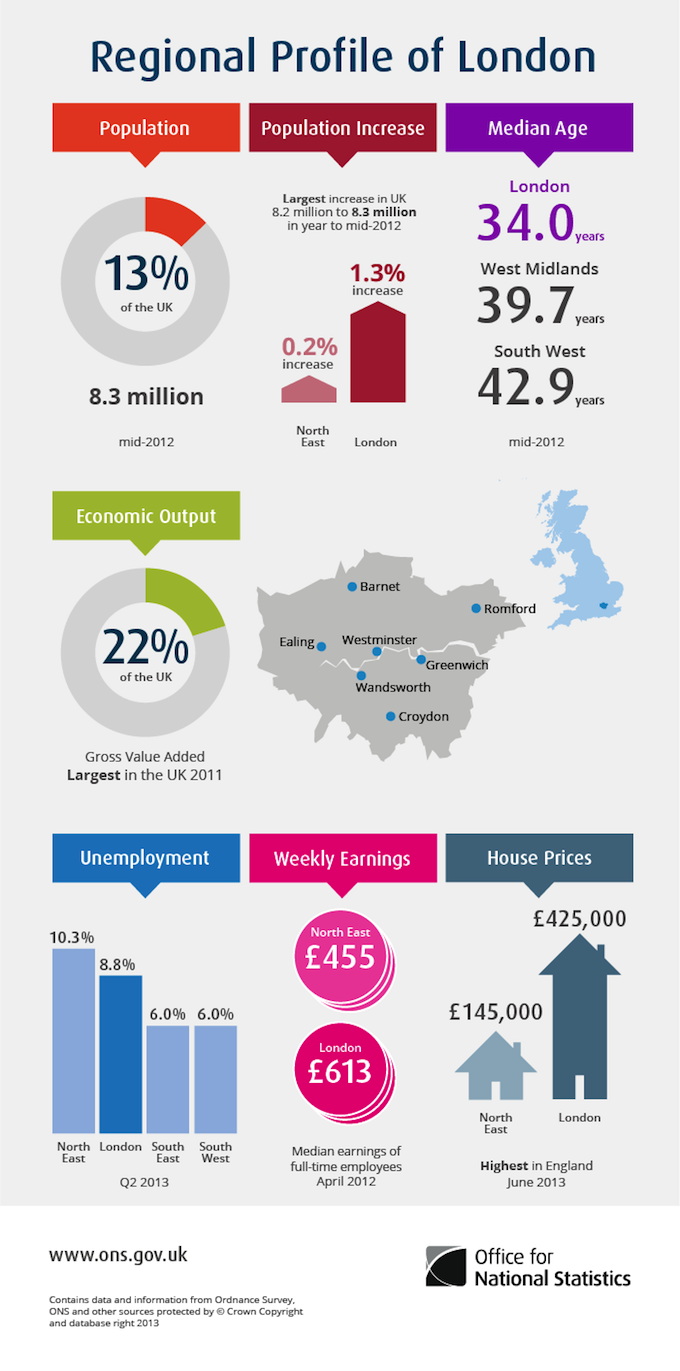 Regional Profile of London
Population
13%
of the UK
8.3 million
mid-2012
Population Increase
Largest increase in UK
8.2 million to 8.3 million
in year to mid-2012
1.3%
increase
0.2%
increase
North
East
London
Median Age
London
34.0 years
West Midlands
39.7 years
South West
42.9 years
mid-2012
Economic Output
22%
of the UK
Gross Value Added
Largest in the UK 2011
Barnet
Romford
Ealing
Westminster
Greenwich
Wandsworth
Croydon
Unemployment
10.3%
8.8%
6.0%
6.0%
North
East
London
South
East
South
West
Q2 2013
Weekly Earnings
North East
£455
London
£613
Median earnings of
full-time employees
April 2012
House Prices
£425,000
£145,000
North
East
London
Highest in England
June 2013
www.ons.gov.uk
Office for
National Statistics
Contains data and information from Ordnance Survey,
ONS and other sources protected by © Crown Copyright
and database right 2013